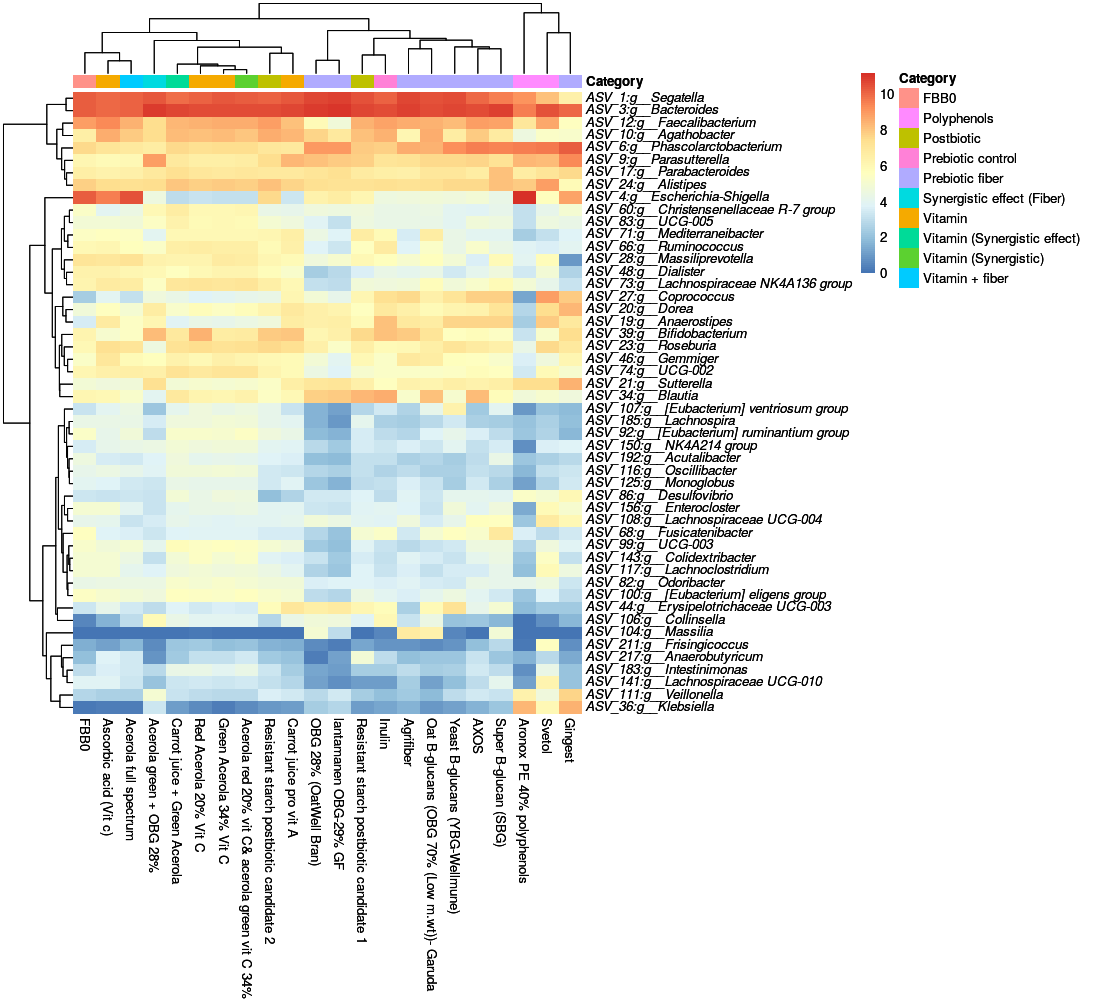 Category
ASV_1:g__Segatella
ASV_3:g__Bacteroides
ASV_12:g__Faecalibacterium
ASV_10:g__Agathobacter
ASV_6:g__Phascolarctobacterium
ASV_9:g__Parasutterella
ASV_17:g__Parabacteroides
ASV_24:g__Alistipes
ASV_4:g__Escherichia-Shigella
ASV_60:g__Christensenellaceae R-7 group
ASV_83:g__UCG-005
ASV_71:g__Mediterraneibacter
ASV_66:g__Ruminococcus
ASV_28:g__Massiliprevotella
ASV_48:g__Dialister
ASV_73:g__Lachnospiraceae NK4A136 group
ASV_27:g__Coprococcus
ASV_20:g__Dorea
ASV_19:g__Anaerostipes
ASV_39:g__Bifidobacterium
ASV_23:g__Roseburia
ASV_46:g__Gemmiger
ASV_74:g__UCG-002
ASV_21:g__Sutterella
ASV_34:g__Blautia
ASV_107:g__[Eubacterium] ventriosum group
ASV_185:g__Lachnospira
ASV_92:g__[Eubacterium] ruminantium group
ASV_150:g__NK4A214 group
ASV_192:g__Acutalibacter
ASV_116:g__Oscillibacter
ASV_125:g__Monoglobus
ASV_86:g__Desulfovibrio
ASV_156:g__Enterocloster
ASV_108:g__Lachnospiraceae UCG-004
ASV_68:g__Fusicatenibacter
ASV_99:g__UCG-003
ASV_143:g__Colidextribacter
ASV_117:g__Lachnoclostridium
ASV_82:g__Odoribacter
ASV_100:g__[Eubacterium] eligens group
ASV_44:g__Erysipelotrichaceae UCG-003
ASV_106:g__Collinsella
ASV_104:g__Massilia
ASV_211:g__Frisingicoccus
ASV_217:g__Anaerobutyricum
ASV_183:g__Intestinimonas
ASV_141:g__Lachnospiraceae UCG-010
ASV_111:g__Veillonella
ASV_36:g__Klebsiella
FBB0
Ascorbic acid (Vit c)
Acerola full spectrum
Acerola green + OBG 28%
Carrot juice + Green Acerola
Red Acerola 20% Vit C
Green Acerola 34% Vit C
Acerola red 20% vit C& acerola green vit C 34%
Resistant starch postbiotic candidate 2
Carrot juice pro vit A
OBG 28% (OatWell Bran)
lantamanen OBG-29% GF
Resistant starch postbiotic candidate 1
Inulin
Agrifiber
Oat B-glucans (OBG 70% (Low m.wt))- Garuda
Yeast B-glucans (YBG-Wellmune)
AXOS
Super B-glucan (SBG)
Aronox PE 40% polyphenols
Svetol
Gingest
10
8
6
4
2
0
Category
FBB0
Polyphenols
Postbiotic
Prebiotic control
Prebiotic fiber
Synergistic effect (Fiber)
Vitamin
Vitamin (Synergistic effect)
Vitamin (Synergistic)
Vitamin + fiber